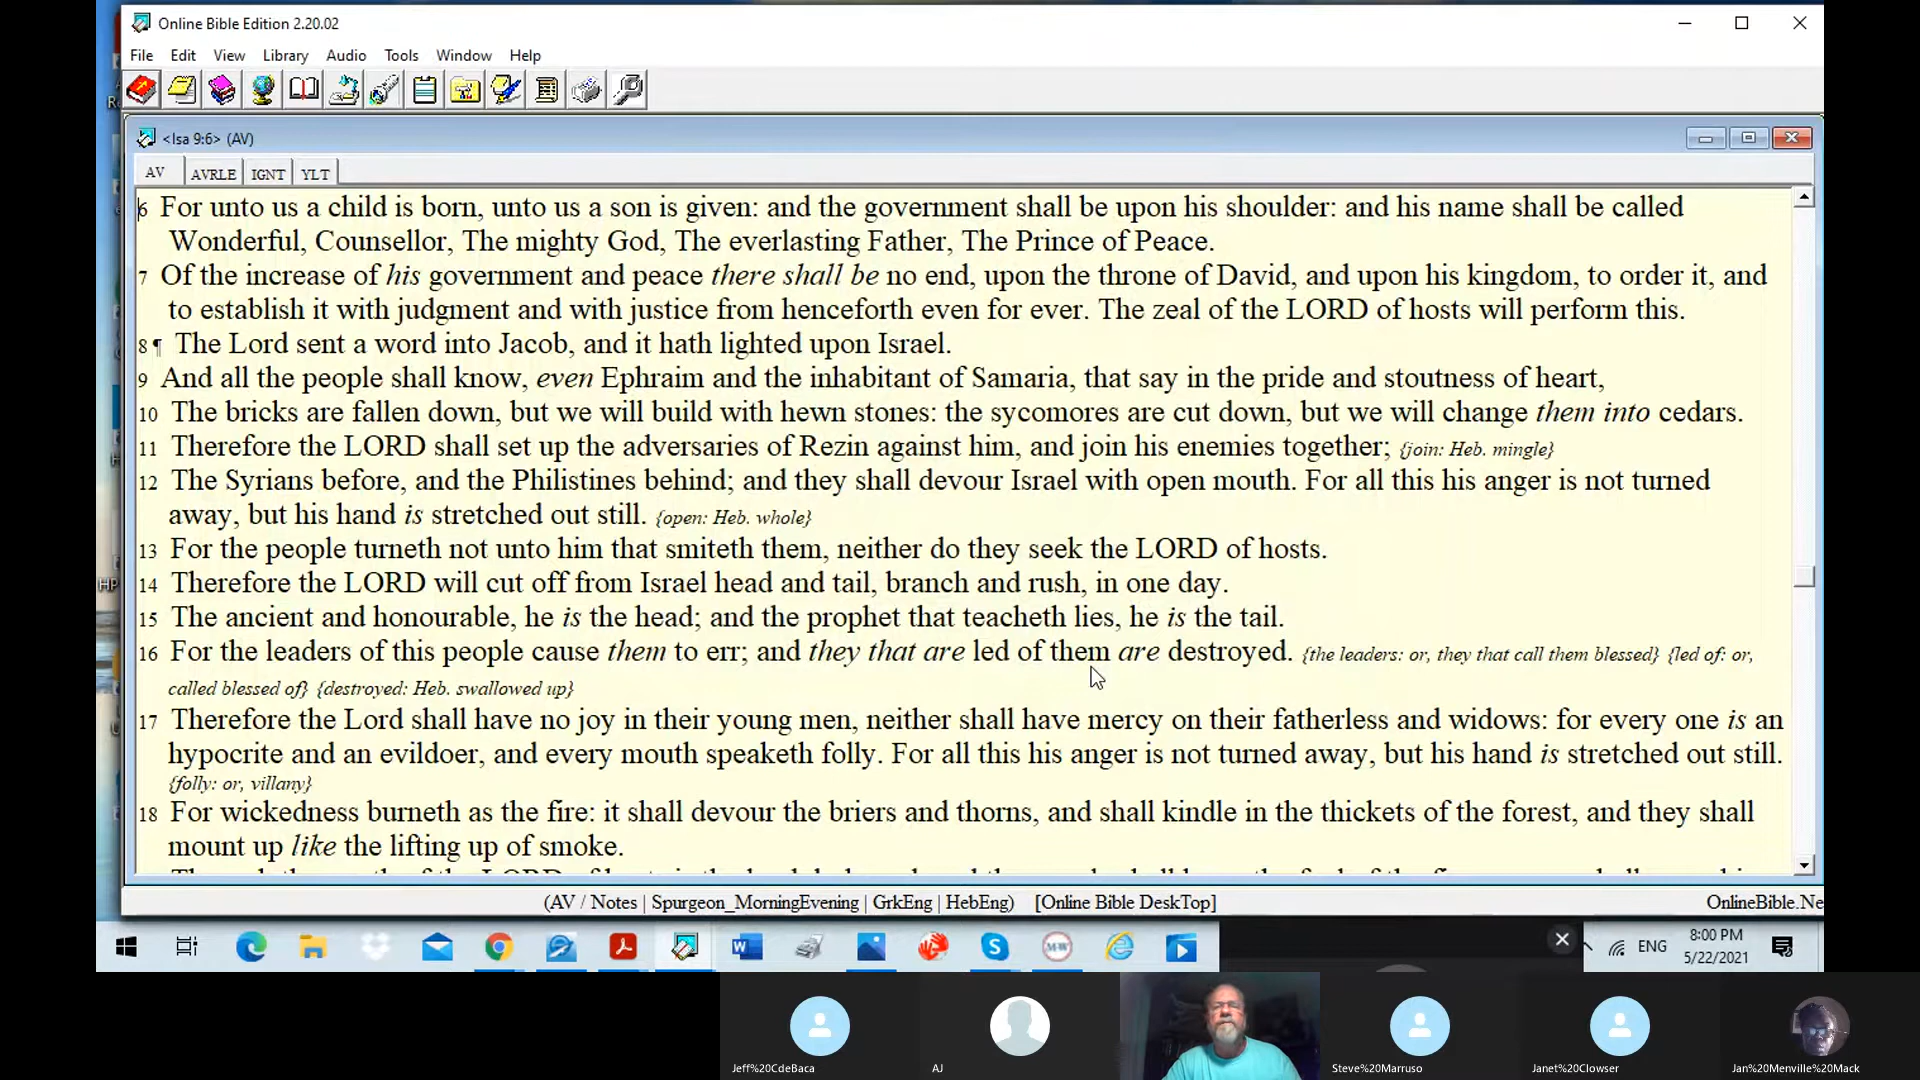 Online Bible Edition 2.20.02
File Edit View Library Audio Tools Window Help
<Isa 9:6> (AV)
AV AVRLE IGNT YLT
6 For unto us a child is born, unto us a son is given: and the government shall be upon his shoulder: and his name shall be called
Wonderful, Counsellor, The mighty God, The everlasting Father, The Prince of Peace.
7 Of the increase of his government and peace there shall be no end, upon the throne of David, and upon his kingdom, to order it, and
to establish it with judgment and with justice from henceforth even for ever. The zeal of the LORD of hosts will perform this.
8 ¶ The Lord sent a word into Jacob, and it hath lighted upon Israel.
9 And all the people shall know, even Ephraim and the inhabitant of Samaria, that say in the pride and stoutness of heart,
10 The bricks are fallen down, but we will build with hewn stones: the sycomores are cut down, but we will change them into cedars.
11 Therefore the LORD shall set up the adversaries of Rezin against him, and join his enemies together; {join: Heb. mingle}
12 The Syrians before, and the Philistines behind; and they shall devour Israel with open mouth. For all this his anger is not turned
away, but his hand is stretched out still. {open: Heb. whole}
13 For the people turneth not unto him that smiteth them, neither do they seek the LORD of hosts.
14 Therefore the LORD will cut off from Israel head and tail, branch and rush, in one day.
15 The ancient and honourable, he is the head; and the prophet that teacheth lies, he is the tail.
16 For the leaders of this people cause them to err; and they that are led of them are destroyed. {the leaders: or, they that call them blessed} {led of: or,
called blessed of} {destroyed: Heb. swallowed up}
17 Therefore the Lord shall have no joy in their young men, neither shall have mercy on their fatherless and widows: for every one is an
hypocrite and an evildoer, and every mouth speaketh folly. For all this his anger is not turned away, but his hand is stretched out still.
{folly: or, villany}
18 For wickedness burneth as the fire: it shall devour the briers and thorns, and shall kindle in the thickets of the forest, and they shall
mount up like the lifting up of smoke.
(AV / Notes | Spurgeon_MorningEvening | GrkEng | HebEng) [Online Bible DeskTop] OnlineBible.Ne
ENG 8:00 PM
5/22/2021
Jeff%20CdeBaca AJ Steve%20Marruso Janet%20Clowser Jan%20Menville%20Mack